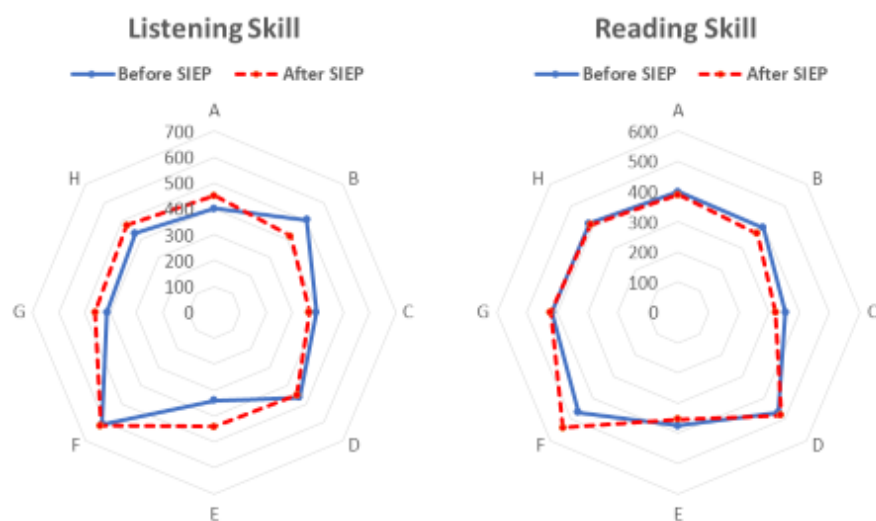 Listening Skill
Before SIEP After SIEP
A
700
600
500
400
300
200
100
0
B
C
D
E
F
G
H
Reading Skill
Before SIEP After SIEP
A
600
500
400
300
200
100
0
B
C
D
E
F
G
H